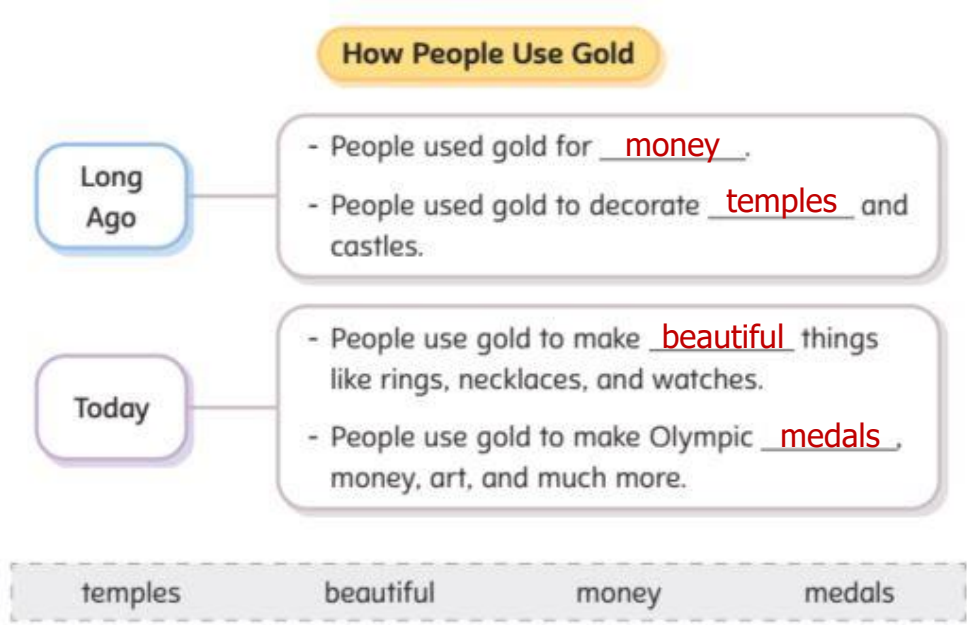 How People Use Gold
Long
Ago
- People used gold for money.
- People used gold to decorate temples and
castles.
Today
- People use gold to make beautiful things
like rings, necklaces, and watches.
- People use gold to make Olympic medals,
money, art, and much more.
temples beautiful money medals